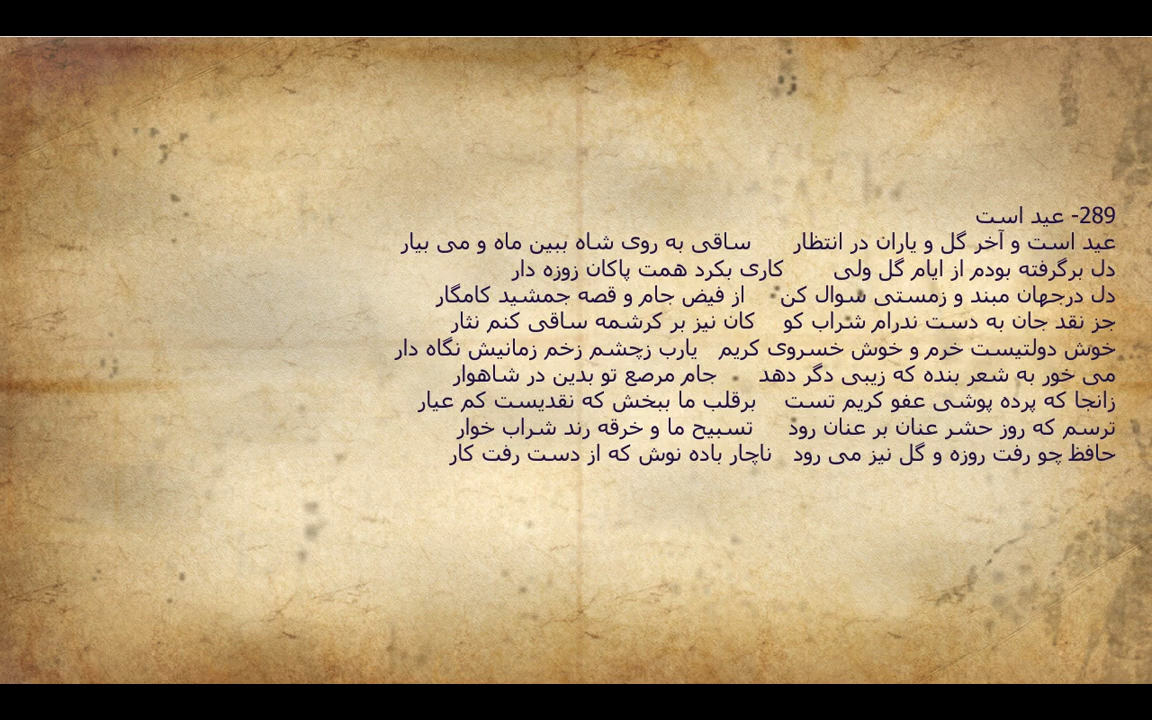 289- عید است
عید است و آخر گل و یاران در انتظار ساقی به روی شاه ببین ماه و می بیار
دل برگرفته بودم از ایام گل ولی کاری بکرد همت پاکان زوزه دار
دل درجهان مبند و زمستی سوال کن از فیض جام و قصه جمشید کامگار
جز نقد جان به دست ندرام شراب کو کان نیز بر کرشمه ساقی کنم نثار
خوش دولتیست خرم و خوش خسروی کریم یارب زچشم زخم زمانیش نگاه دار
می خور به شعر بنده که زیبی دگر دهد جام مرصع تو بدین در شاهوار
زانجا که پرده پوشی عفو کریم تست برقلب ما ببخش که نقدیست کم عیار
ترسم که روز حشر عنان بر عنان رود تسبیح ما و خرقه رند شراب خوار
حافظ چو رفت روزه و گل نیز می رود ناچار باده نوش که از دست رفت کار